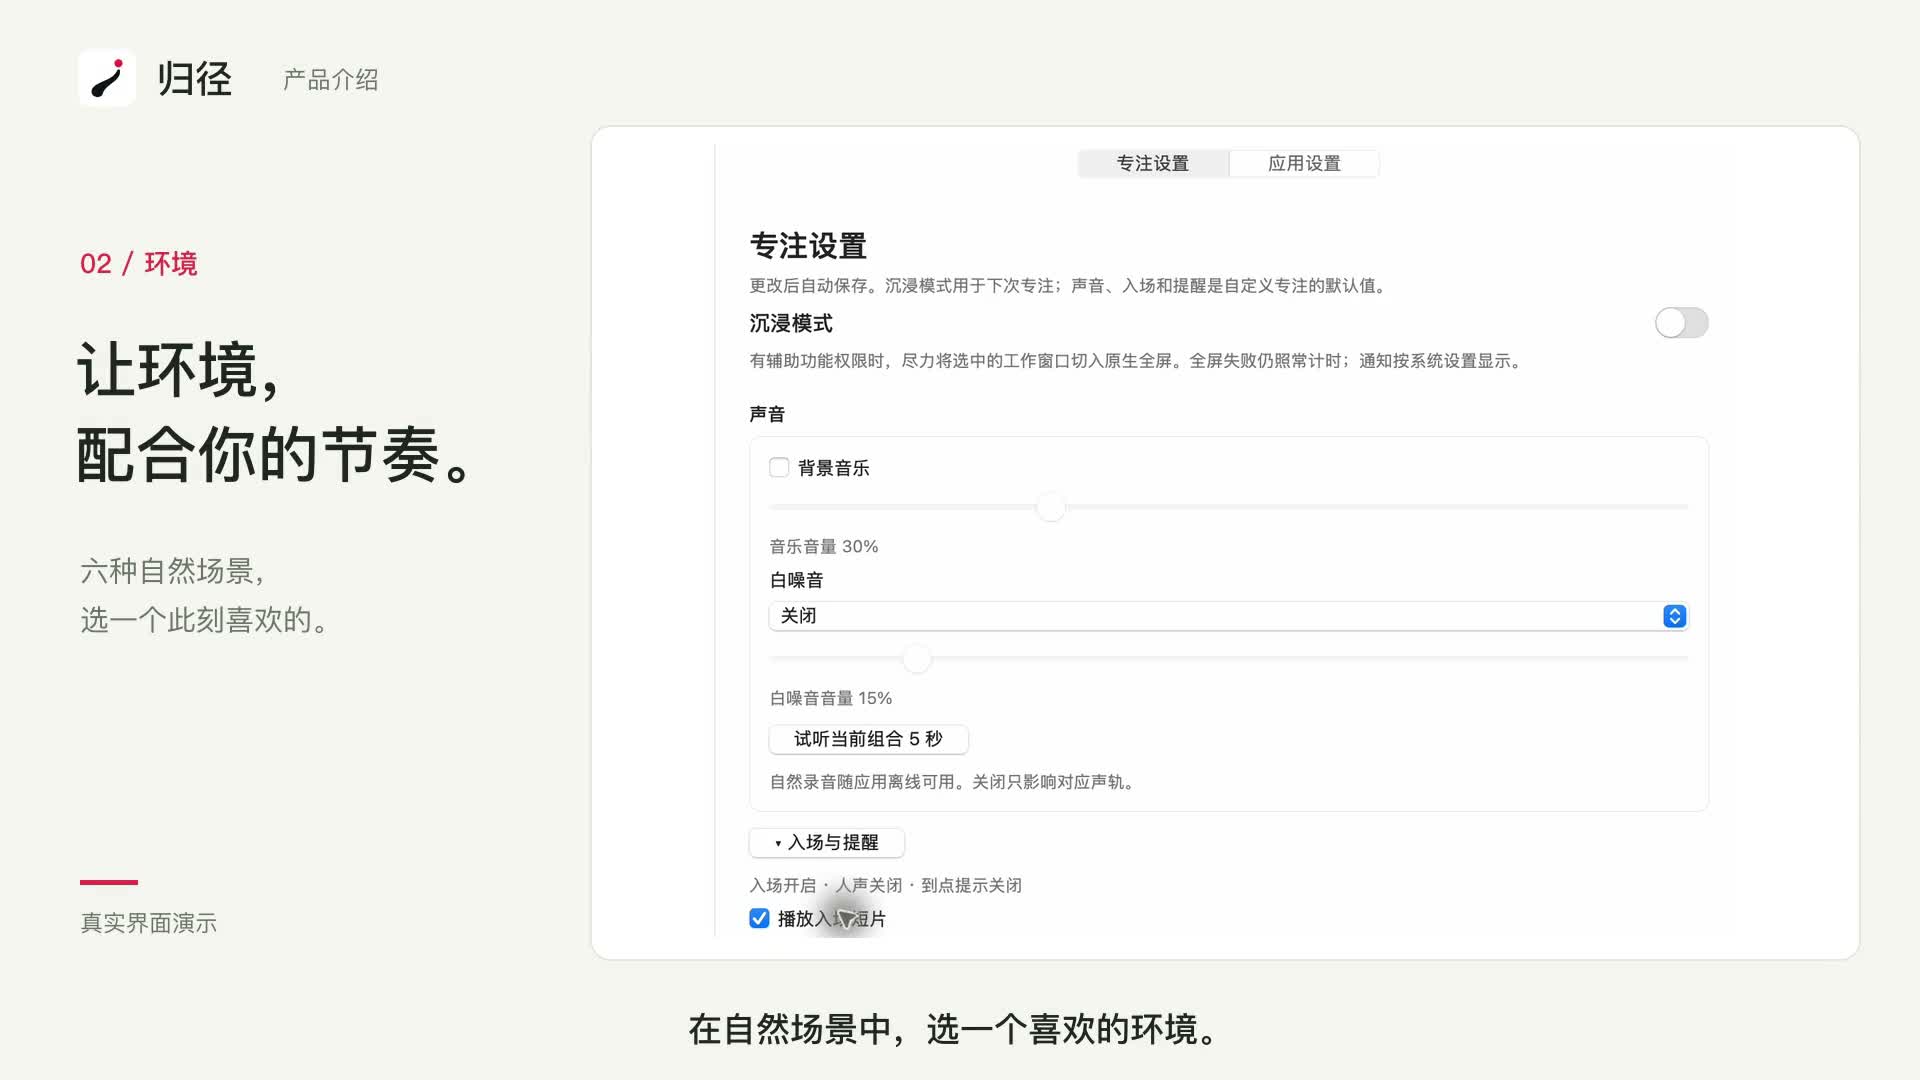 归径
产品介绍
02 / 环境
让环境，
配合你的节奏。
六种自然场景，
选一个此刻喜欢的。
真实界面演示
专注设置
应用设置
专注设置
更改后自动保存。沉浸模式用于下次专注；声音、入场和提醒是自定义专注的默认值。
沉浸模式
有辅助功能权限时，尽力将选中的工作窗口切入原生全屏。全屏失败仍照常计时；通知按系统设置显示。
声音
背景音乐
音乐音量 30%
白噪音
关闭
白噪音音量 15%
试听当前组合 5 秒
自然录音随应用离线可用。关闭只影响对应声轨。
入场与提醒
入场开启 · 人声关闭 · 到点提示关闭
播放入场短片
在自然场景中，选一个喜欢的环境。